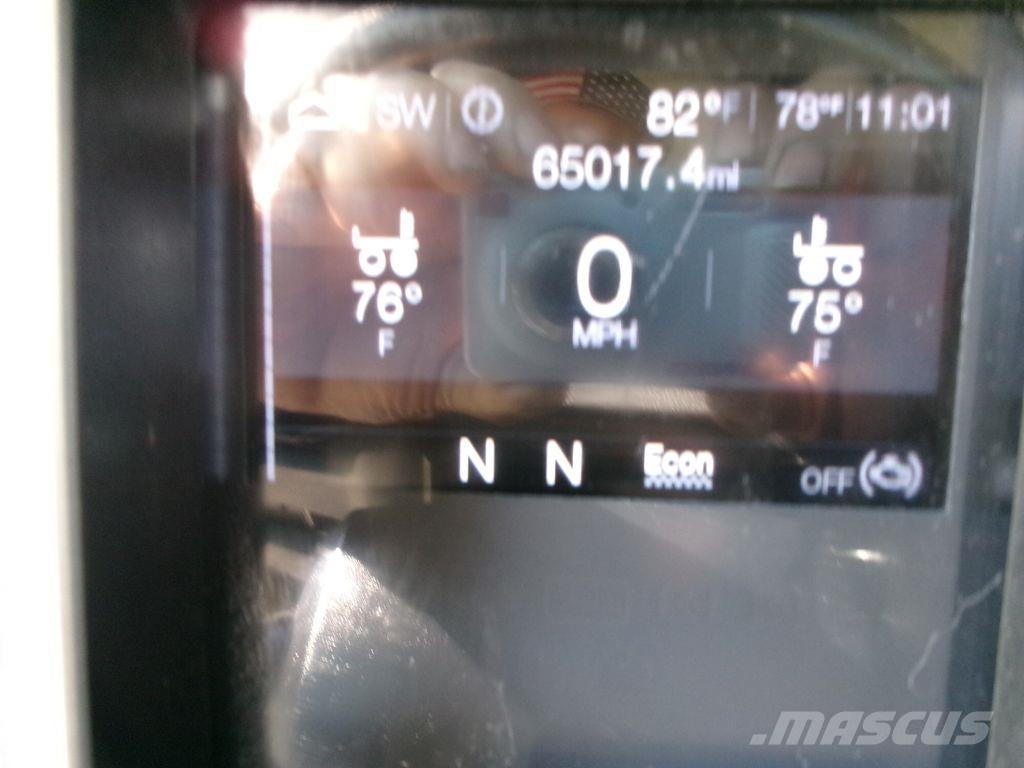 SW 82°F 78°F 11:01
65017.4mi
76° 0 75°
F MPH F
N N Econ OFF
.MASCUS